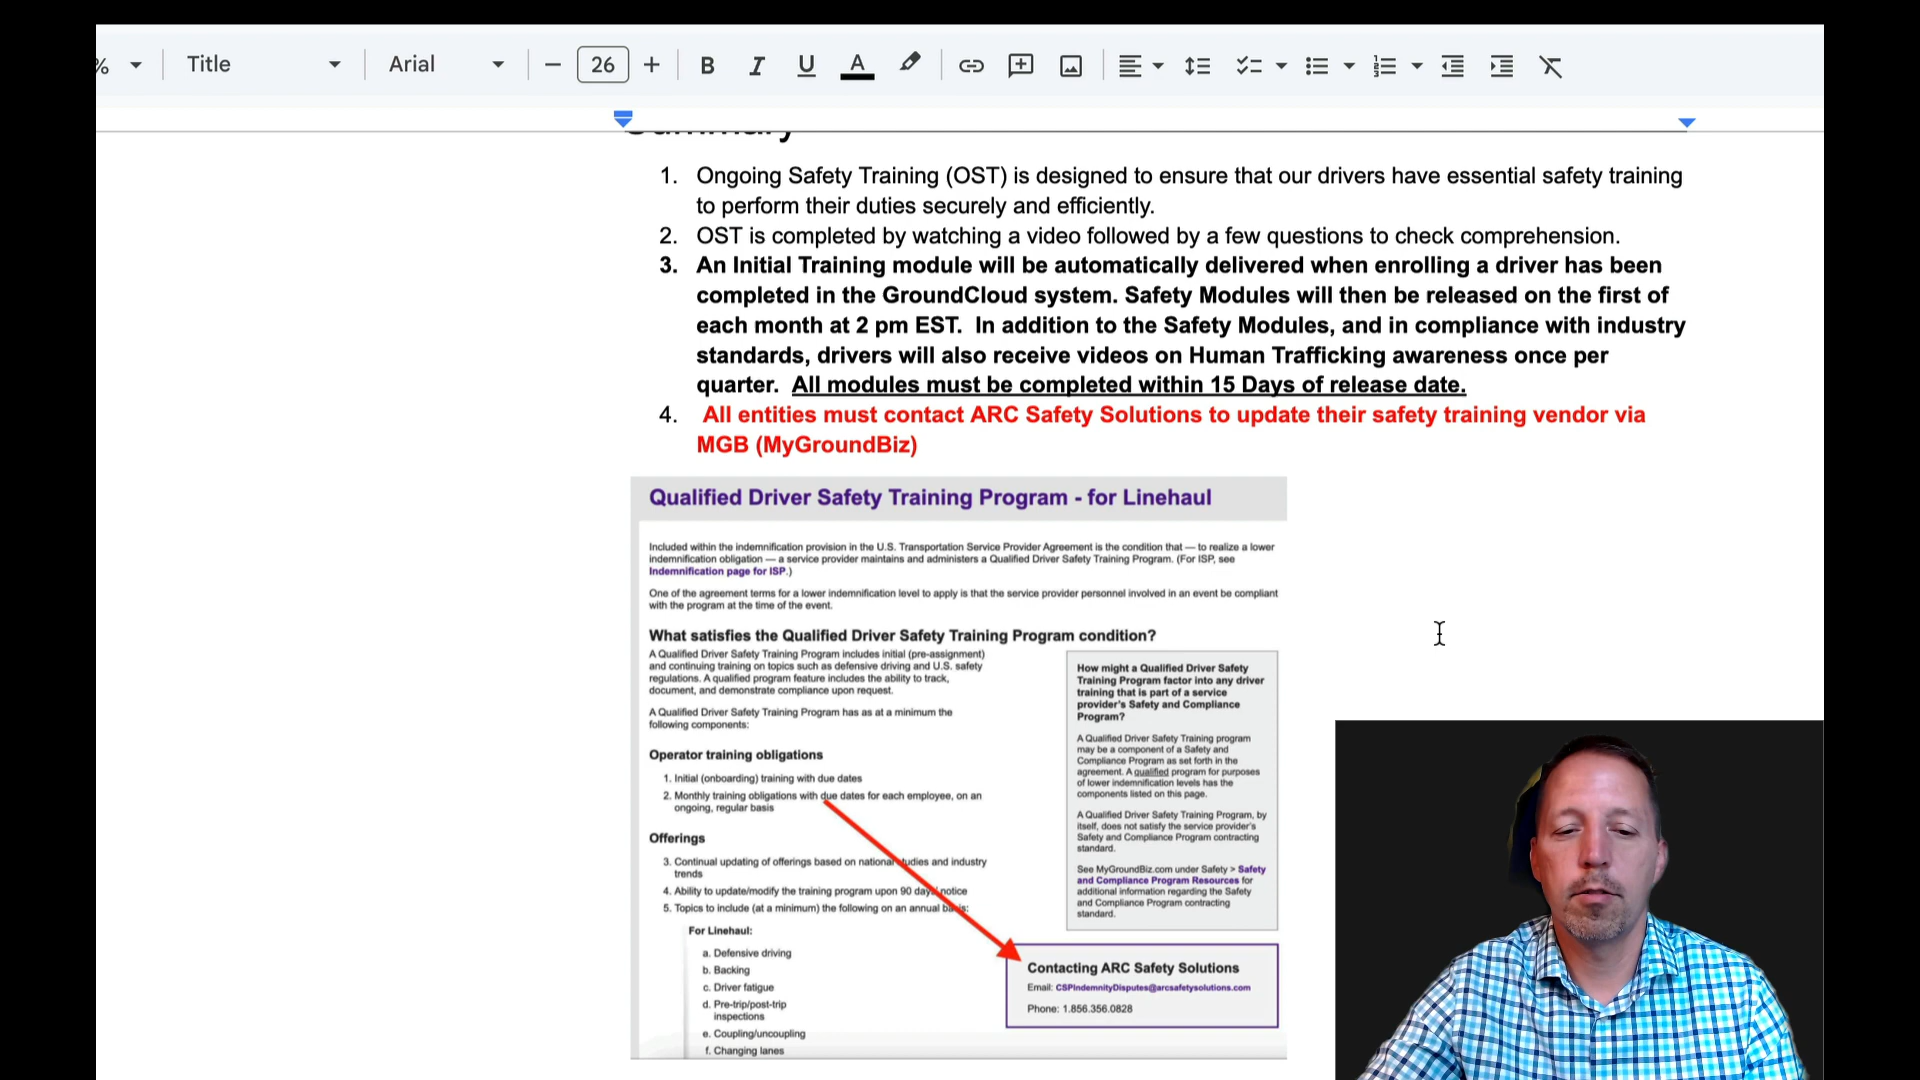 %
Title
Arial
26
B
I
U
A
Summary
1. Ongoing Safety Training (OST) is designed to ensure that our drivers have essential safety training
to perform their duties securely and efficiently.
2. OST is completed by watching a video followed by a few questions to check comprehension.
3. An Initial Training module will be automatically delivered when enrolling a driver has been
completed in the GroundCloud system. Safety Modules will then be released on the first of
each month at 2 pm EST. In addition to the Safety Modules, and in compliance with industry
standards, drivers will also receive videos on Human Trafficking awareness once per
quarter. All modules must be completed within 15 Days of release date.
4. All entities must contact ARC Safety Solutions to update their safety training vendor via
MGB (MyGroundBiz)
Qualified Driver Safety Training Program - for Linehaul
Included within the indemnification provision in the U.S. Transportation Service Provider Agreement is the condition that — to realize a lower
indemnification obligation — a service provider maintains and administers a Qualified Driver Safety Training Program. (For ISP, see
Indemnification page for ISP.)
One of the agreement terms for a lower indemnification level to apply is that the service provider personnel involved in an event be compliant
with the program at the time of the event.
What satisfies the Qualified Driver Safety Training Program condition?
A Qualified Driver Safety Training Program includes initial (pre-assignment)
and continuing training on topics such as defensive driving and U.S. safety
regulations. A qualified program feature includes the ability to track,
document, and demonstrate compliance upon request.
A Qualified Driver Safety Training Program has as at a minimum the
following components:
Operator training obligations
1. Initial (onboarding) training with due dates
2. Monthly training obligations with due dates for each employee, on an
ongoing, regular basis
Offerings
3. Continual updating of offerings based on national studies and industry
trends
4. Ability to update/modify the training program upon 90 days' notice
5. Topics to include (at a minimum) the following on an annual basis:
For Linehaul:
a. Defensive driving
b. Backing
c. Driver fatigue
d. Pre-trip/post-trip
inspections
e. Coupling/uncoupling
f. Changing lanes
How might a Qualified Driver Safety
Training Program factor into any driver
training that is part of a service
provider's Safety and Compliance
Program?
A Qualified Driver Safety Training program
may be a component of a Safety and
Compliance Program as set forth in the
agreement. A qualified program for purposes
of lower indemnification levels has the
components listed on this page.
A Qualified Driver Safety Training Program, by
itself, does not satisfy the service provider's
Safety and Compliance Program contracting
standard.
See MyGroundBiz.com under Safety > Safety
and Compliance Program Resources for
additional information regarding the Safety
and Compliance Program contracting
standard.
Contacting ARC Safety Solutions
Email: CSPIndemnityDisputes@arcsafetysolutions.com
Phone: 1.856.356.0828